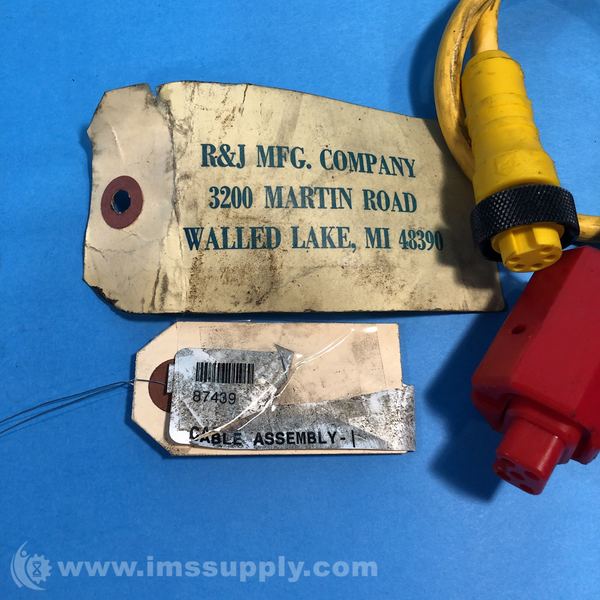 R&J MFG. COMPANY
3200 MARTIN ROAD
WALLED LAKE, MI 48390
87439
CABLE ASSEMBLY-
www.imssupply.com